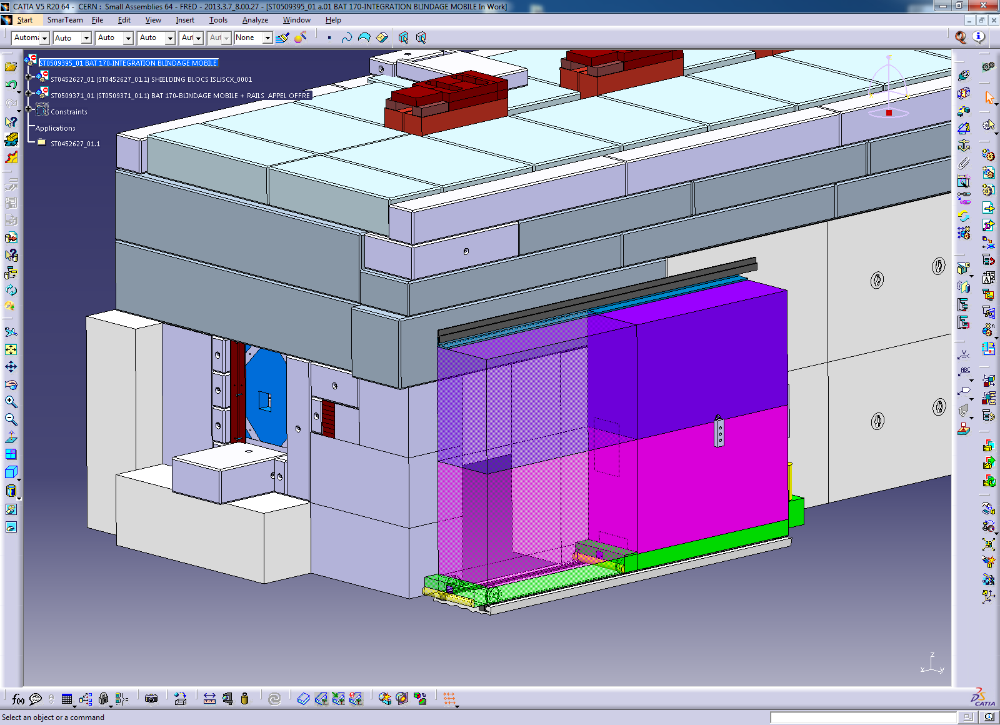 CATIA V5 R20 64 - CERN : Small Assemblies 64 - FRED - 2013.3.7_8.00.27 - [ST0509395_01 a.01 BAT 170-INTEGRATION BLINDAGE MOBILE In Work]
Start SmarTeam File Edit View Insert Tools Analyze Window Help
Autom Auto Auto Auto Aut Aut None
ST0509395_01 BAT 170-INTEGRATION BLINDAGE MOBILE
ST0452627_01 (ST0452627_01.1) SHIELDING BLOCS ISLJSCX_0001
ST0509371_01 (ST0509371_01.1) BAT 170-BLINDAGE MOBILE + RAILS APPEL OFFRE
Constraints
Applications
ST0452627_01.1
z
x y
ABC
f(x)
CATIA
Select an object or a command